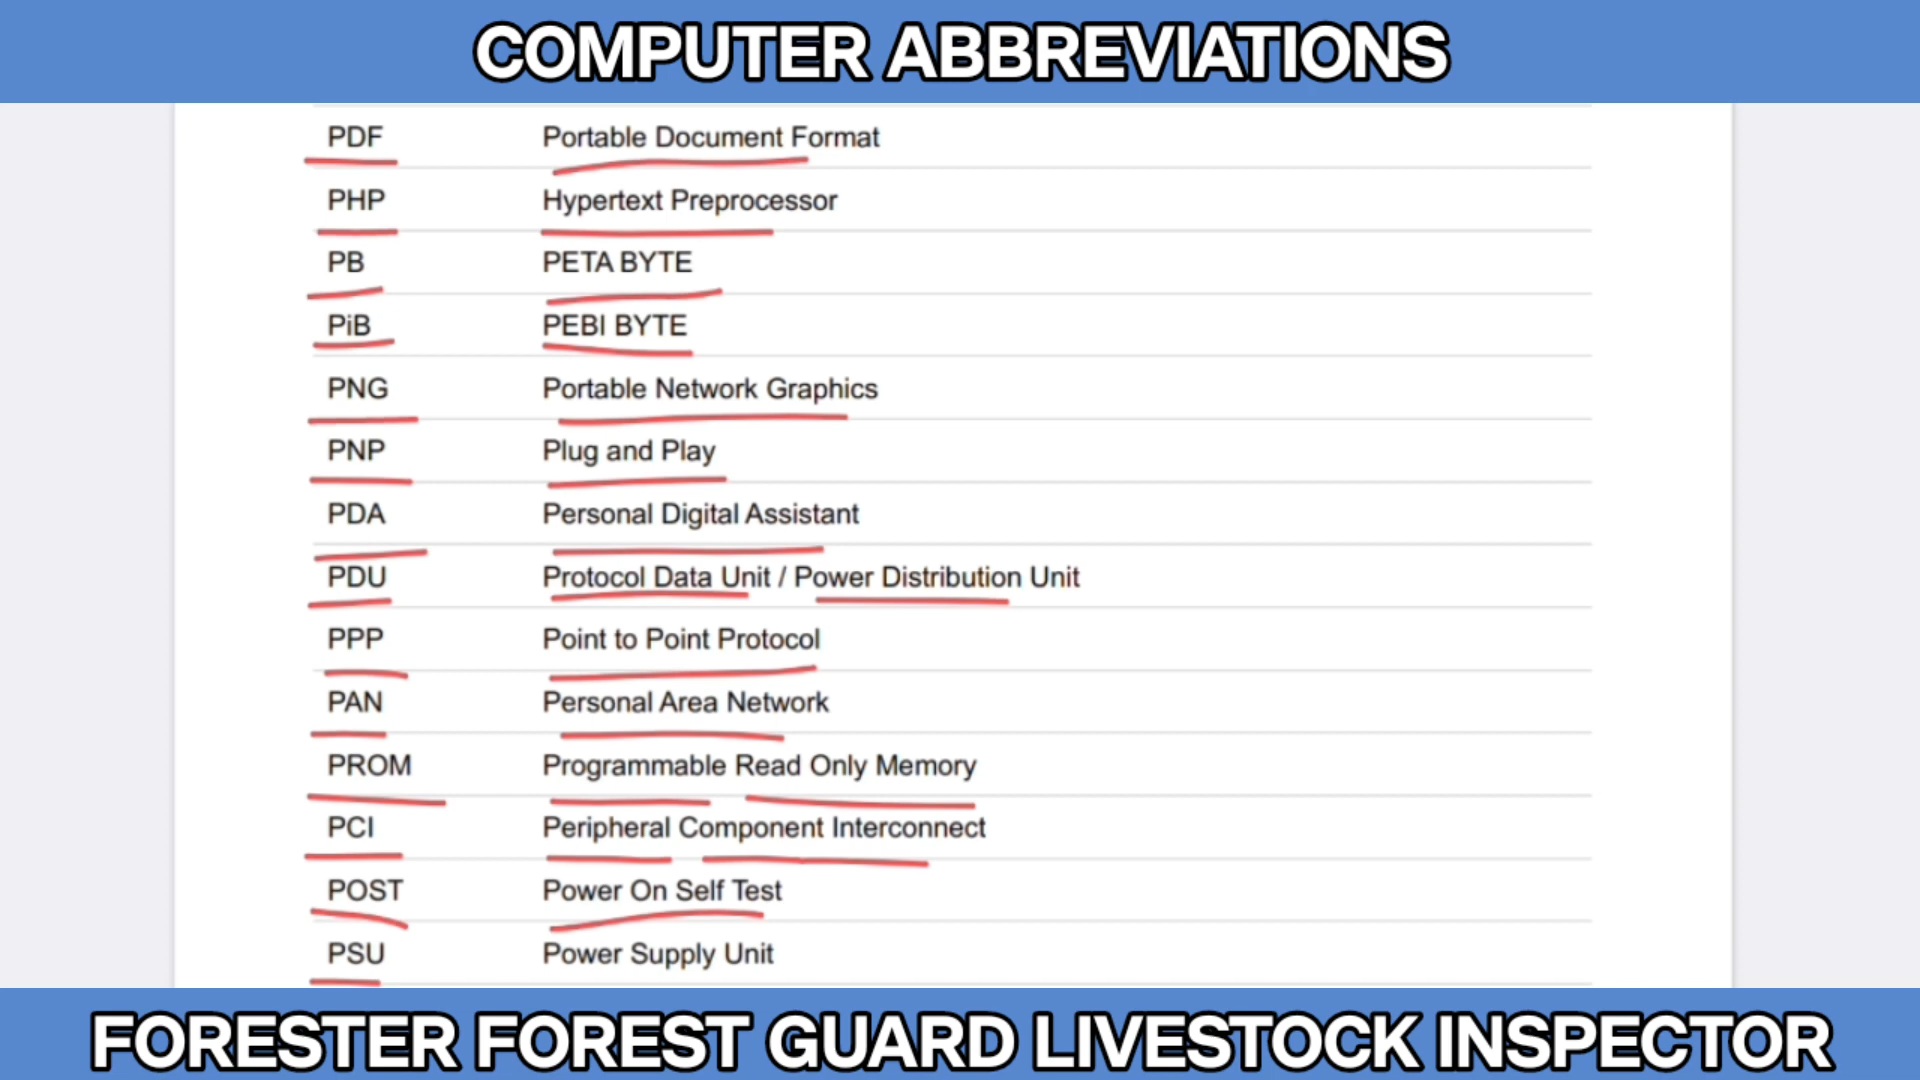 COMPUTER ABBREVIATIONS
PDF Portable Document Format
PHP Hypertext Preprocessor
PB PETA BYTE
PiB PEBI BYTE
PNG Portable Network Graphics
PNP Plug and Play
PDA Personal Digital Assistant
PDU Protocol Data Unit / Power Distribution Unit
PPP Point to Point Protocol
PAN Personal Area Network
PROM Programmable Read Only Memory
PCI Peripheral Component Interconnect
POST Power On Self Test
PSU Power Supply Unit
FORESTER FOREST GUARD LIVESTOCK INSPECTOR